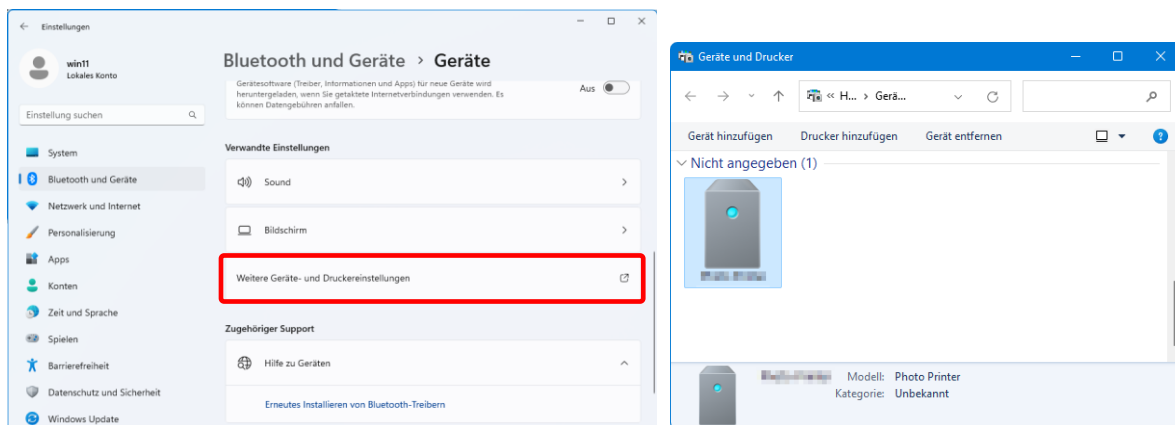 Einstellungen
win11
Lokales Konto
Einstellung suchen
System
Bluetooth und Geräte
Netzwerk und Internet
Personalisierung
Apps
Konten
Zeit und Sprache
Spielen
Barrierefreiheit
Datenschutz und Sicherheit
Windows Update
Bluetooth und Geräte > Geräte
Gerätesoftware (Treiber, Informationen und Apps) für neue Geräte wird
heruntergeladen, wenn Sie getaktete Internetverbindungen verwenden. Es
können Datengebühren anfallen.
Aus
Verwandte Einstellungen
Sound
Bildschirm
Weitere Geräte- und Druckereinstellungen
Zugehöriger Support
Hilfe zu Geräten
Erneutes Installieren von Bluetooth-Treibern
Geräte und Drucker
« H... > Gerä...
Gerät hinzufügen Drucker hinzufügen Gerät entfernen
Nicht angegeben (1)
Modell: Photo Printer
Kategorie: Unbekannt